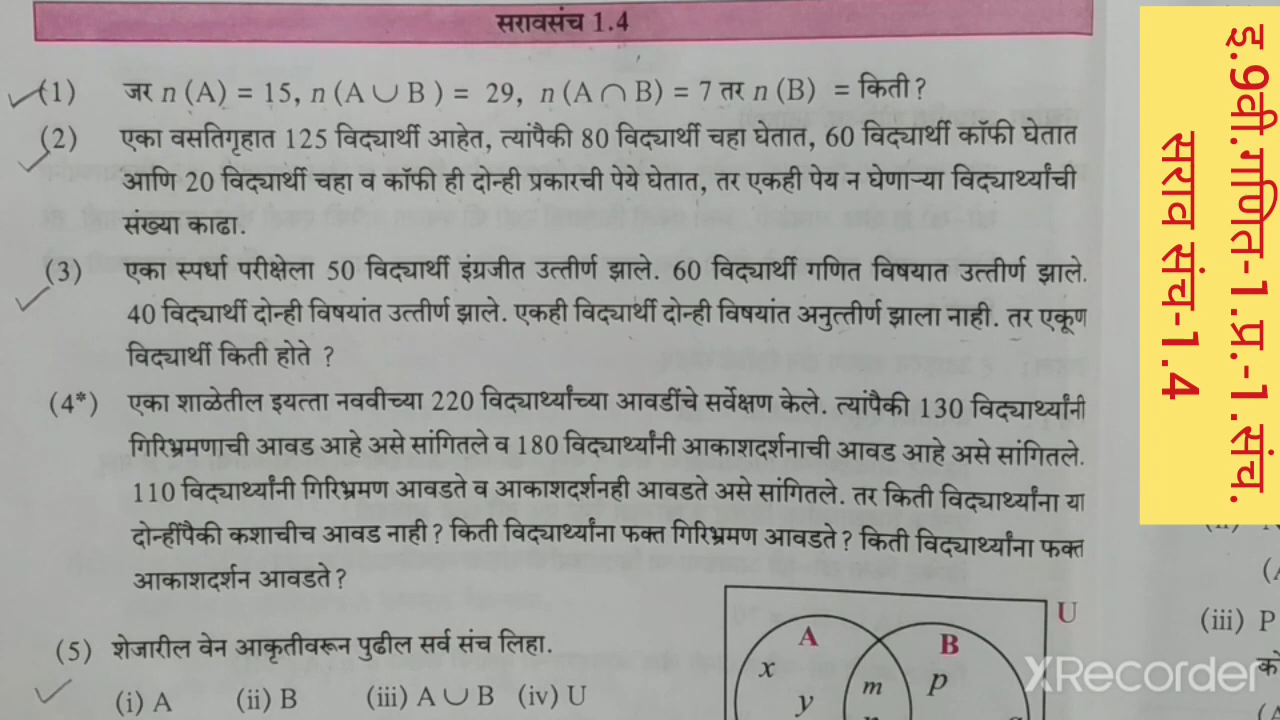 सरावसंच 1.4
(1) जर n (A) = 15, n (A ∪ B ) = 29, n (A ∩ B) = 7 तर n (B) = किती ?
(2) एका वसतिगृहात 125 विद्यार्थी आहेत, त्यांपैकी 80 विद्यार्थी चहा घेतात, 60 विद्यार्थी कॉफी घेतात
आणि 20 विद्यार्थी चहा व कॉफी ही दोन्ही प्रकारची पेये घेतात, तर एकही पेय न घेणाऱ्या विद्यार्थ्यांची
संख्या काढा.
(3) एका स्पर्धा परीक्षेला 50 विद्यार्थी इंग्रजीत उत्तीर्ण झाले. 60 विद्यार्थी गणित विषयात उत्तीर्ण झाले.
40 विद्यार्थी दोन्ही विषयांत उत्तीर्ण झाले. एकही विद्यार्थी दोन्ही विषयांत अनुत्तीर्ण झाला नाही. तर एकूण
विद्यार्थी किती होते ?
(4*) एका शाळेतील इयत्ता नववीच्या 220 विद्यार्थ्यांच्या आवडींचे सर्वेक्षण केले. त्यांपैकी 130 विद्यार्थ्यांनी
गिरिभ्रमणाची आवड आहे असे सांगितले व 180 विद्यार्थ्यांनी आकाशदर्शनाची आवड आहे असे सांगितले.
110 विद्यार्थ्यांनी गिरिभ्रमण आवडते व आकाशदर्शनही आवडते असे सांगितले. तर किती विद्यार्थ्यांना या
दोन्हींपैकी कशाचीच आवड नाही ? किती विद्यार्थ्यांना फक्त गिरिभ्रमण आवडते ? किती विद्यार्थ्यांना फक्त
आकाशदर्शन आवडते ?
(5) शेजारील वेन आकृतीवरून पुढील सर्व संच लिहा.
(i) A (ii) B (iii) A ∪ B (iv) U
U
A B
x m p
y
(iii) P
इ.9वी.गणित-1.प्र.-1.संच.
सराव संच-1.4
XRecorder